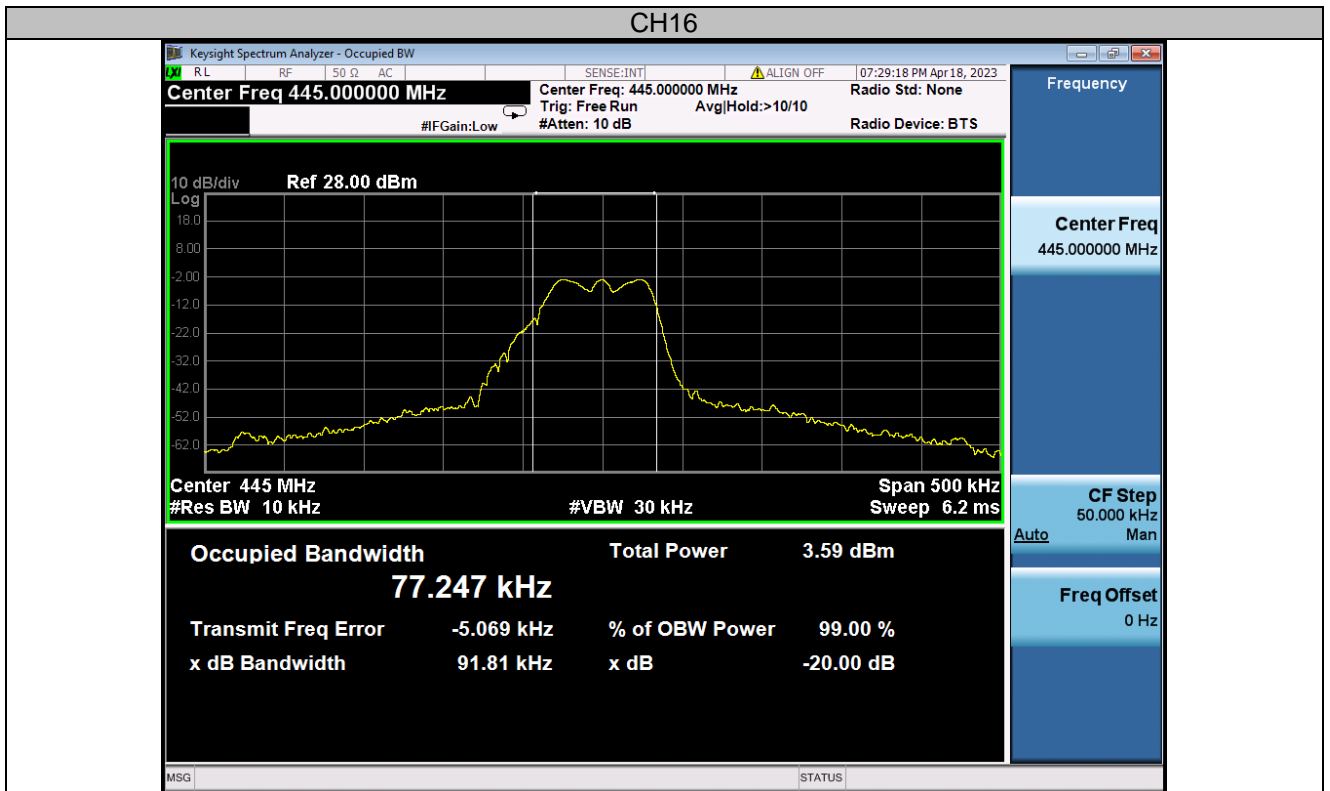 CH16
Keysight Spectrum Analyzer - Occupied BW
LXI RL RF 50 Ω AC SENSE:INT ALIGN OFF 07:29:18 PM Apr 18, 2023
Center Freq 445.000000 MHz
Center Freq: 445.000000 MHz Radio Std: None
Trig: Free Run Avg|Hold:>10/10
#IFGain:Low #Atten: 10 dB Radio Device: BTS
Frequency
10 dB/div Ref 28.00 dBm
Log
18.0
8.00
-2.00
-12.0
-22.0
-32.0
-42.0
-52.0
-62.0
Center 445 MHz Span 500 kHz
#Res BW 10 kHz #VBW 30 kHz Sweep 6.2 ms
Center Freq
445.000000 MHz
CF Step
50.000 kHz
Auto Man
Freq Offset
0 Hz
Occupied Bandwidth Total Power 3.59 dBm
77.247 kHz
Transmit Freq Error -5.069 kHz % of OBW Power 99.00 %
x dB Bandwidth 91.81 kHz x dB -20.00 dB
MSG STATUS